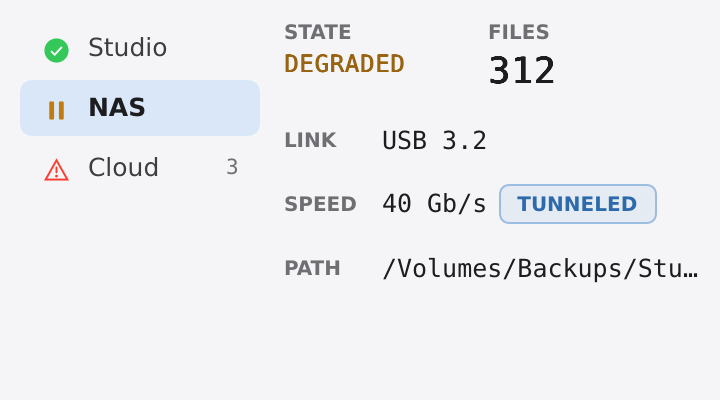 Studio
NAS
Cloud 3
STATE FILES
DEGRADED 312
LINK USB 3.2
SPEED 40 Gb/s TUNNELED
PATH /Volumes/Backups/Stu…